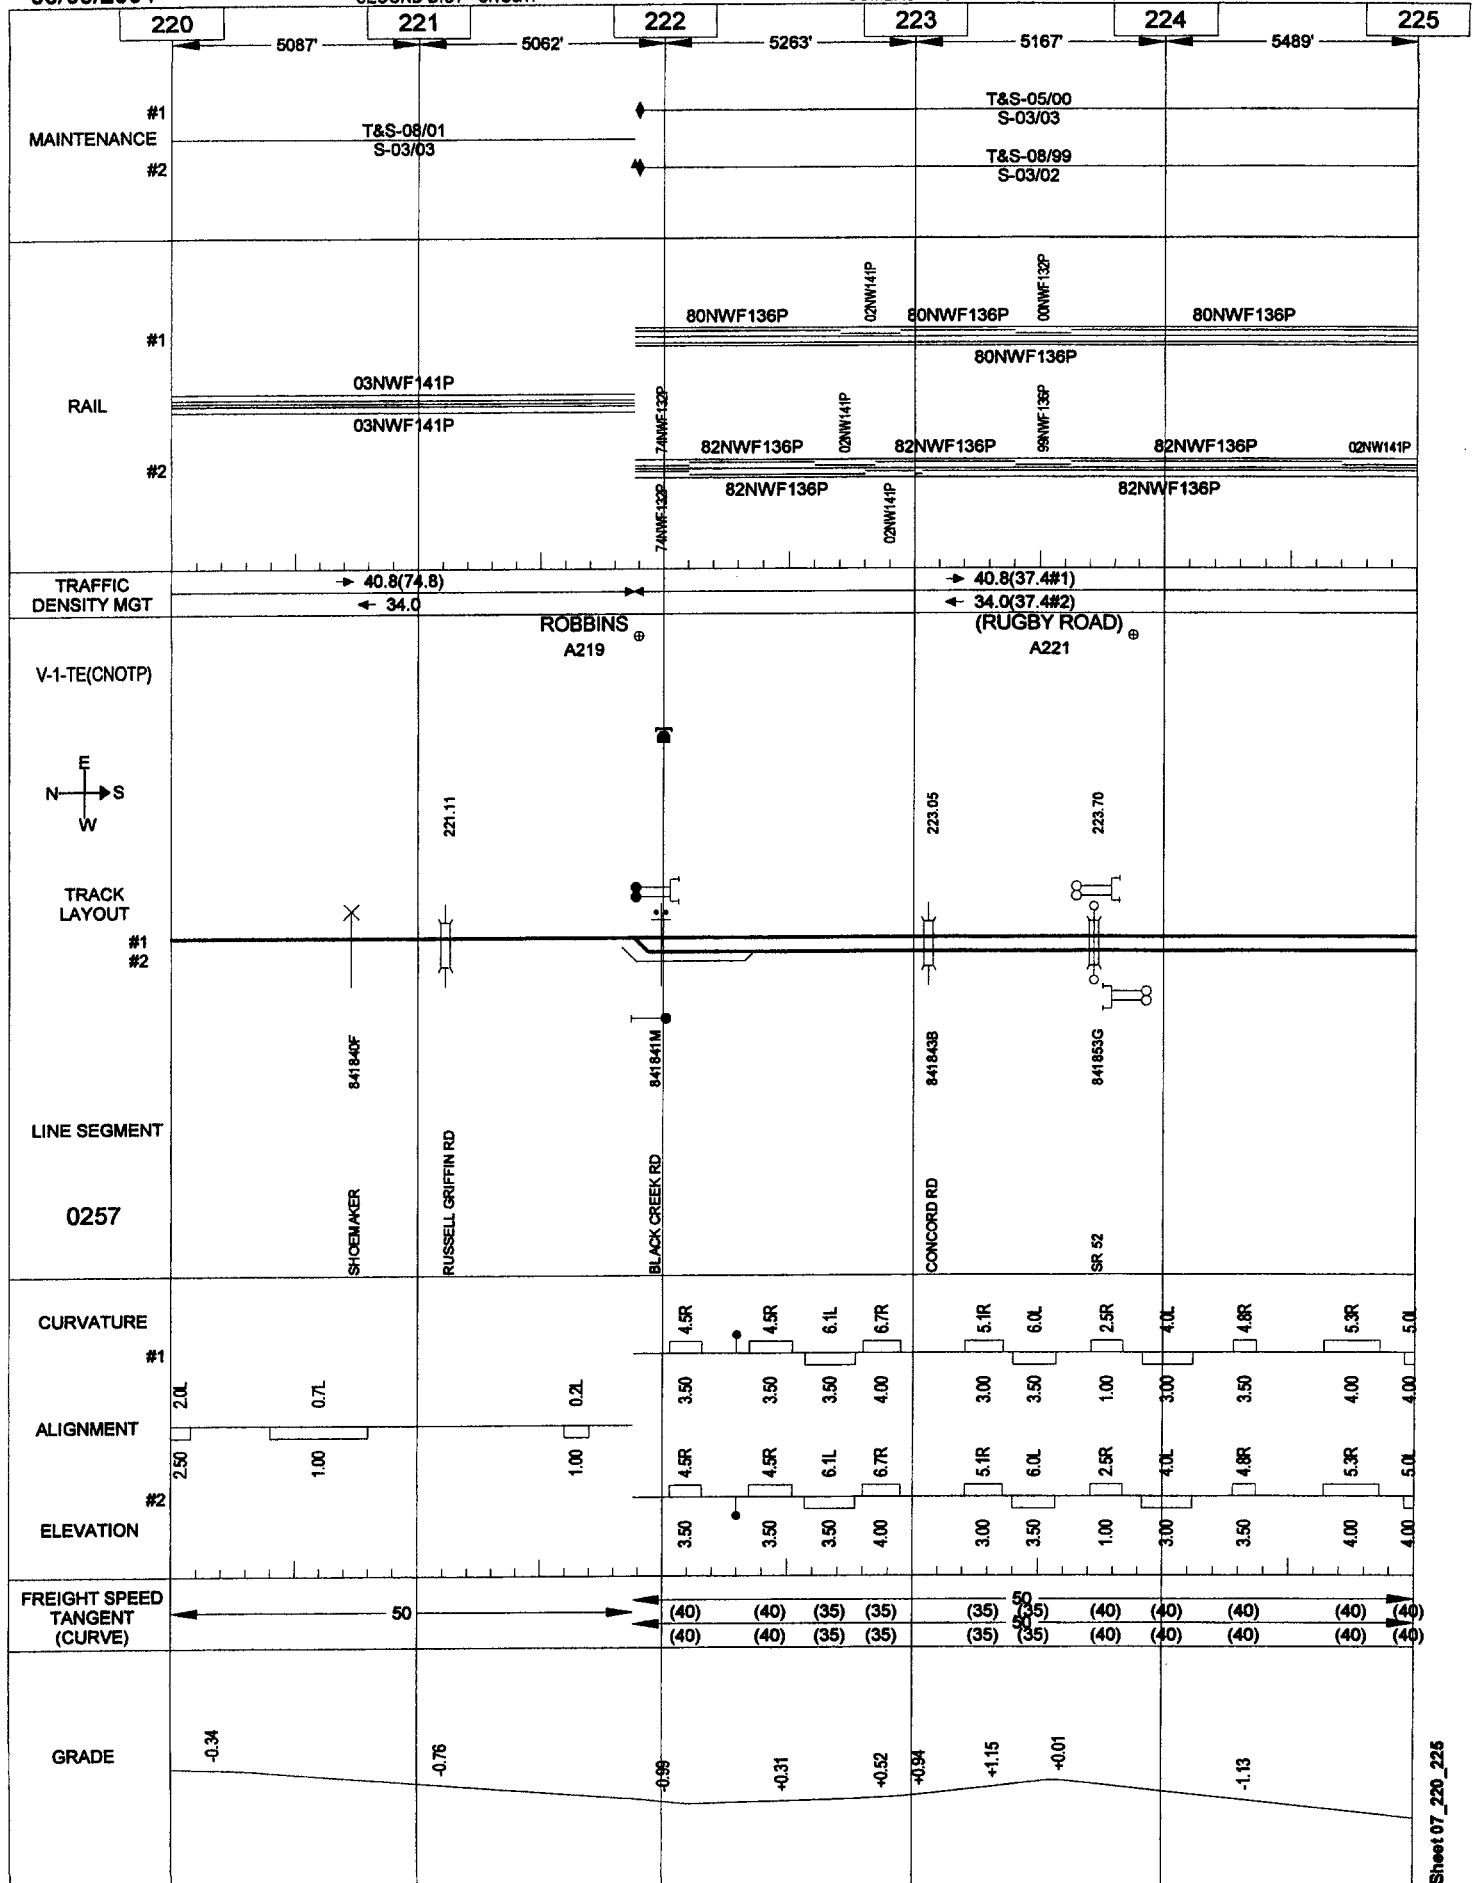 220 221 222 223 224 225
5087' 5062' 5263' 5167' 5489'
#1
MAINTENANCE
#2
T&S-08/01
S-03/03
T&S-05/00
S-03/03
T&S-08/99
S-03/02
RAIL
#1
#2
80NWF136P 02NW141P 80NWF136P 00NWF132P 80NWF136P
80NWF136P
03NWF141P
03NWF141P
74NWF132P 82NWF136P 02NW141P 82NWF136P 99NWF136P 82NWF136P 02NW141P
74NWF132P 82NWF136P 02NW141P 82NWF136P
TRAFFIC
DENSITY MGT
40.8(74.8)
34.0
40.8(37.4#1)
34.0(37.4#2)
ROBBINS
A219
(RUGBY ROAD)
A221
V-1-TE(CNOTP)
E
N S
W
221.11 223.05 223.70
TRACK
LAYOUT
#1
#2
841840F 841841M 841843B 841853G
LINE SEGMENT
0257
SHOEMAKER
RUSSELL GRIFFIN RD
BLACK CREEK RD
CONCORD RD
SR 52
CURVATURE
#1
4.5R 4.5R 6.1L 6.7R 5.1R 6.0L 2.5R 4.0L 4.8R 5.3R 5.0L
3.50 3.50 3.50 4.00 3.00 3.50 1.00 3.00 3.50 4.00 4.00
ALIGNMENT
2.0L 0.7L 0.2L
2.50 1.00 1.00
#2
ELEVATION
4.5R 4.5R 6.1L 6.7R 5.1R 6.0L 2.5R 4.0L 4.8R 5.3R 5.0L
3.50 3.50 3.50 4.00 3.00 3.50 1.00 3.00 3.50 4.00 4.00
FREIGHT SPEED
TANGENT
(CURVE)
50
50
(40) (40) (35) (35) (35) (35) (40) (40) (40) (40) (40)
50
(40) (40) (35) (35) (35) (35) (40) (40) (40) (40) (40)
GRADE
-0.34 -0.76 -0.99 +0.31 +0.52 +0.94 +1.15 +0.01 -1.13
Sheet 07_220_225